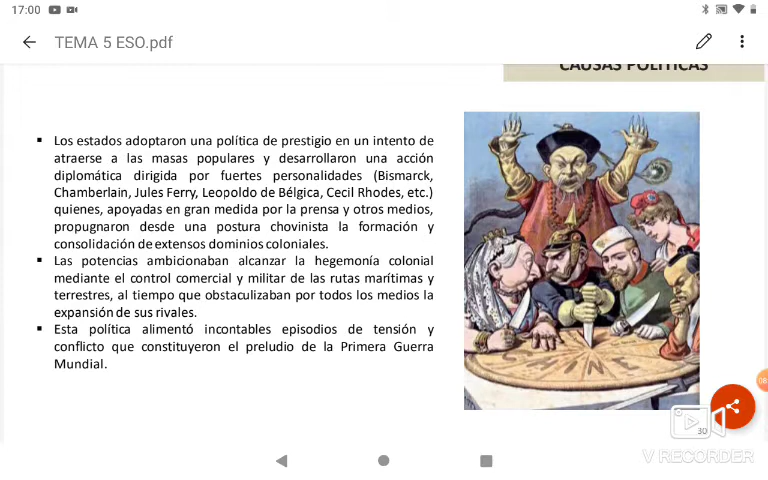 17:00
TEMA 5 ESO.pdf
CAUSAS POLÍTICAS
▪ Los estados adoptaron una política de prestigio en un intento de
atraerse a las masas populares y desarrollaron una acción
diplomática dirigida por fuertes personalidades (Bismarck,
Chamberlain, Jules Ferry, Leopoldo de Bélgica, Cecil Rhodes, etc.)
quienes, apoyadas en gran medida por la prensa y otros medios,
propugnaron desde una postura chovinista la formación y
consolidación de extensos dominios coloniales.
▪ Las potencias ambicionaban alcanzar la hegemonía colonial
mediante el control comercial y militar de las rutas marítimas y
terrestres, al tiempo que obstaculizaban por todos los medios la
expansión de sus rivales.
▪ Esta política alimentó incontables episodios de tensión y
conflicto que constituyeron el preludio de la Primera Guerra
Mundial.
CHINE
30
V RECORDER